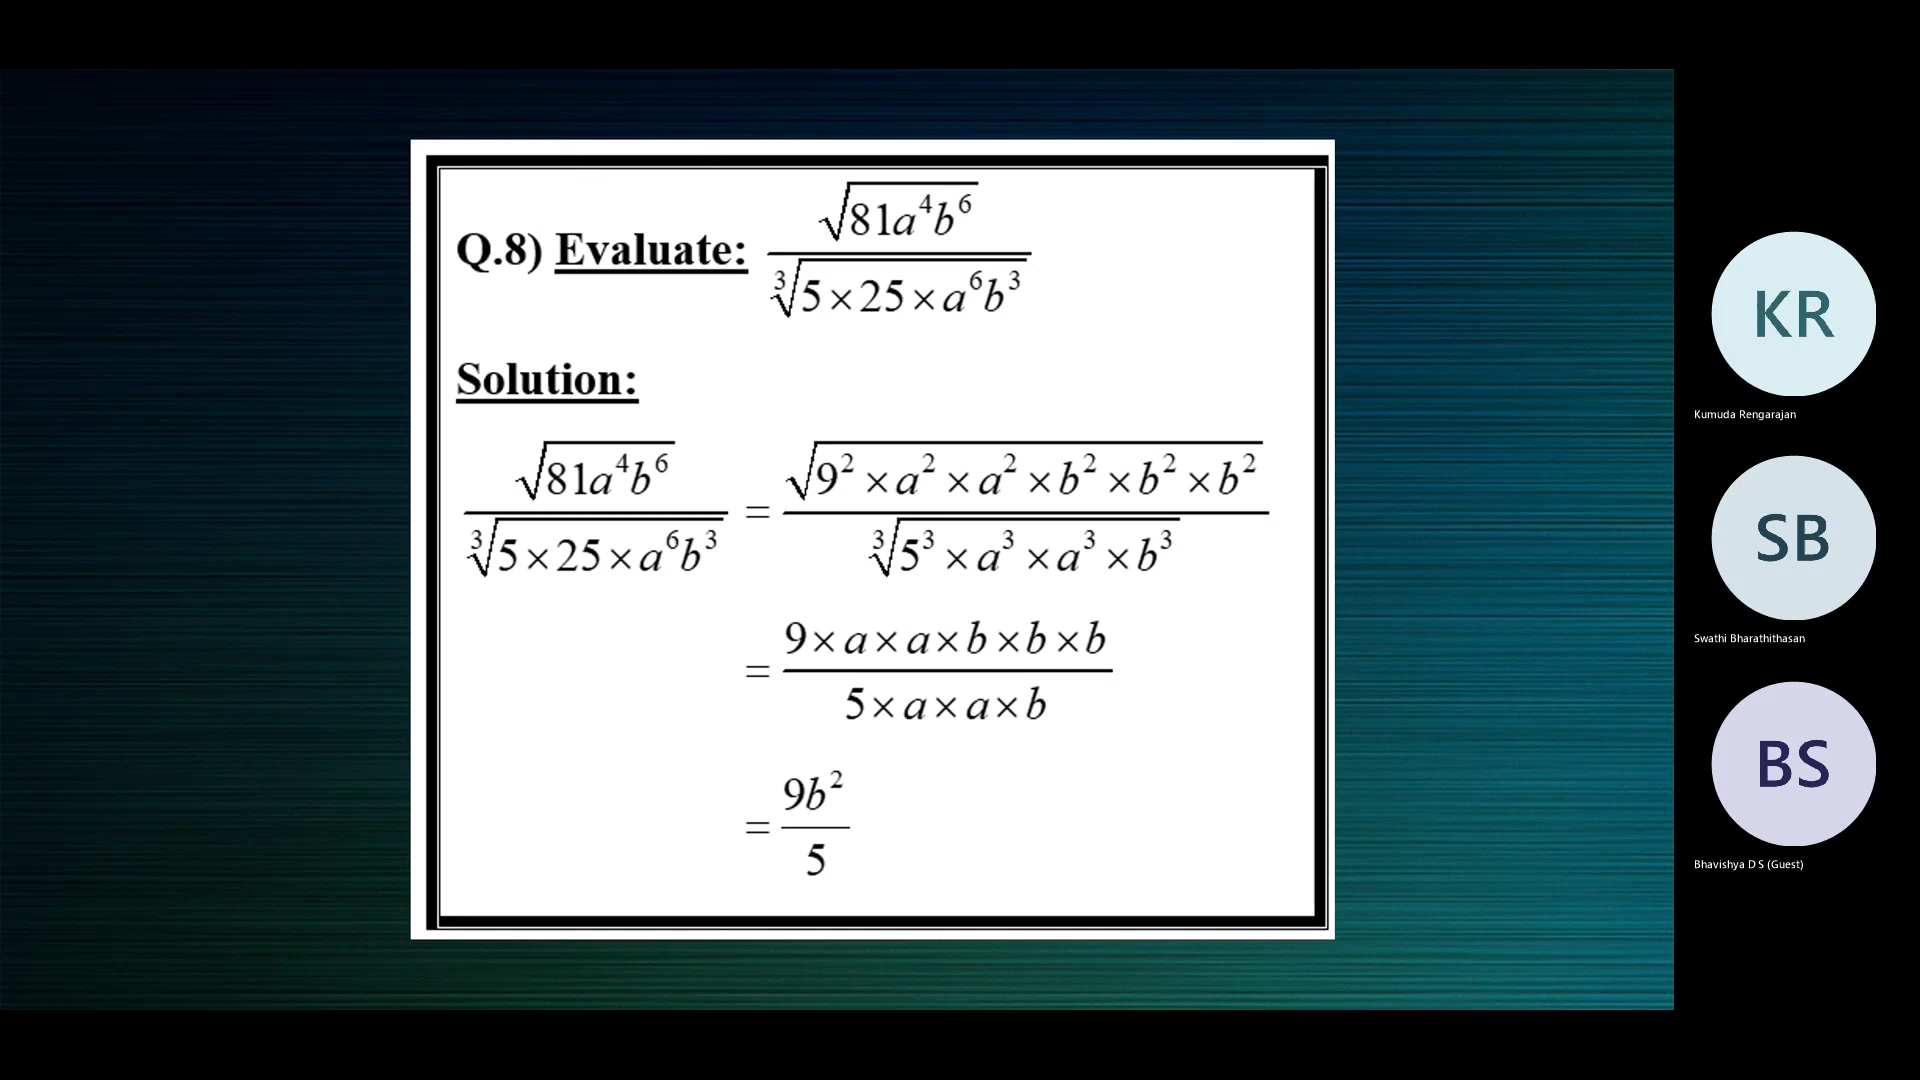 Q.8) Evaluate: √(81a⁴b⁶) / ∛(5×25×a⁶b³)
Solution:
√(81a⁴b⁶) / ∛(5×25×a⁶b³) = √(9²×a²×a²×b²×b²×b²) / ∛(5³×a³×a³×b³)
= (9×a×a×b×b×b) / (5×a×a×b)
= 9b² / 5
KR
Kumuda Rengarajan
SB
Swathi Bharathithasan
BS
Bhavishya D S (Guest)